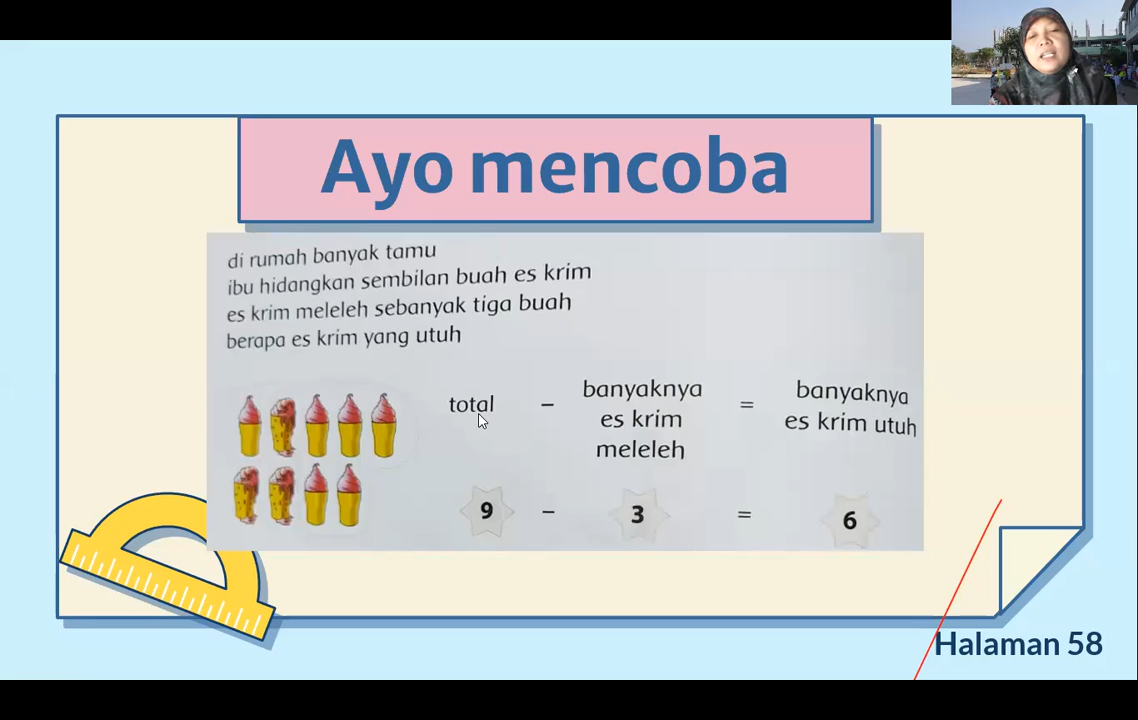 Ayo mencoba
di rumah banyak tamu
ibu hidangkan sembilan buah es krim
es krim meleleh sebanyak tiga buah
berapa es krim yang utuh
total – banyaknya es krim meleleh = banyaknya es krim utuh
9 – 3 = 6
Halaman 58